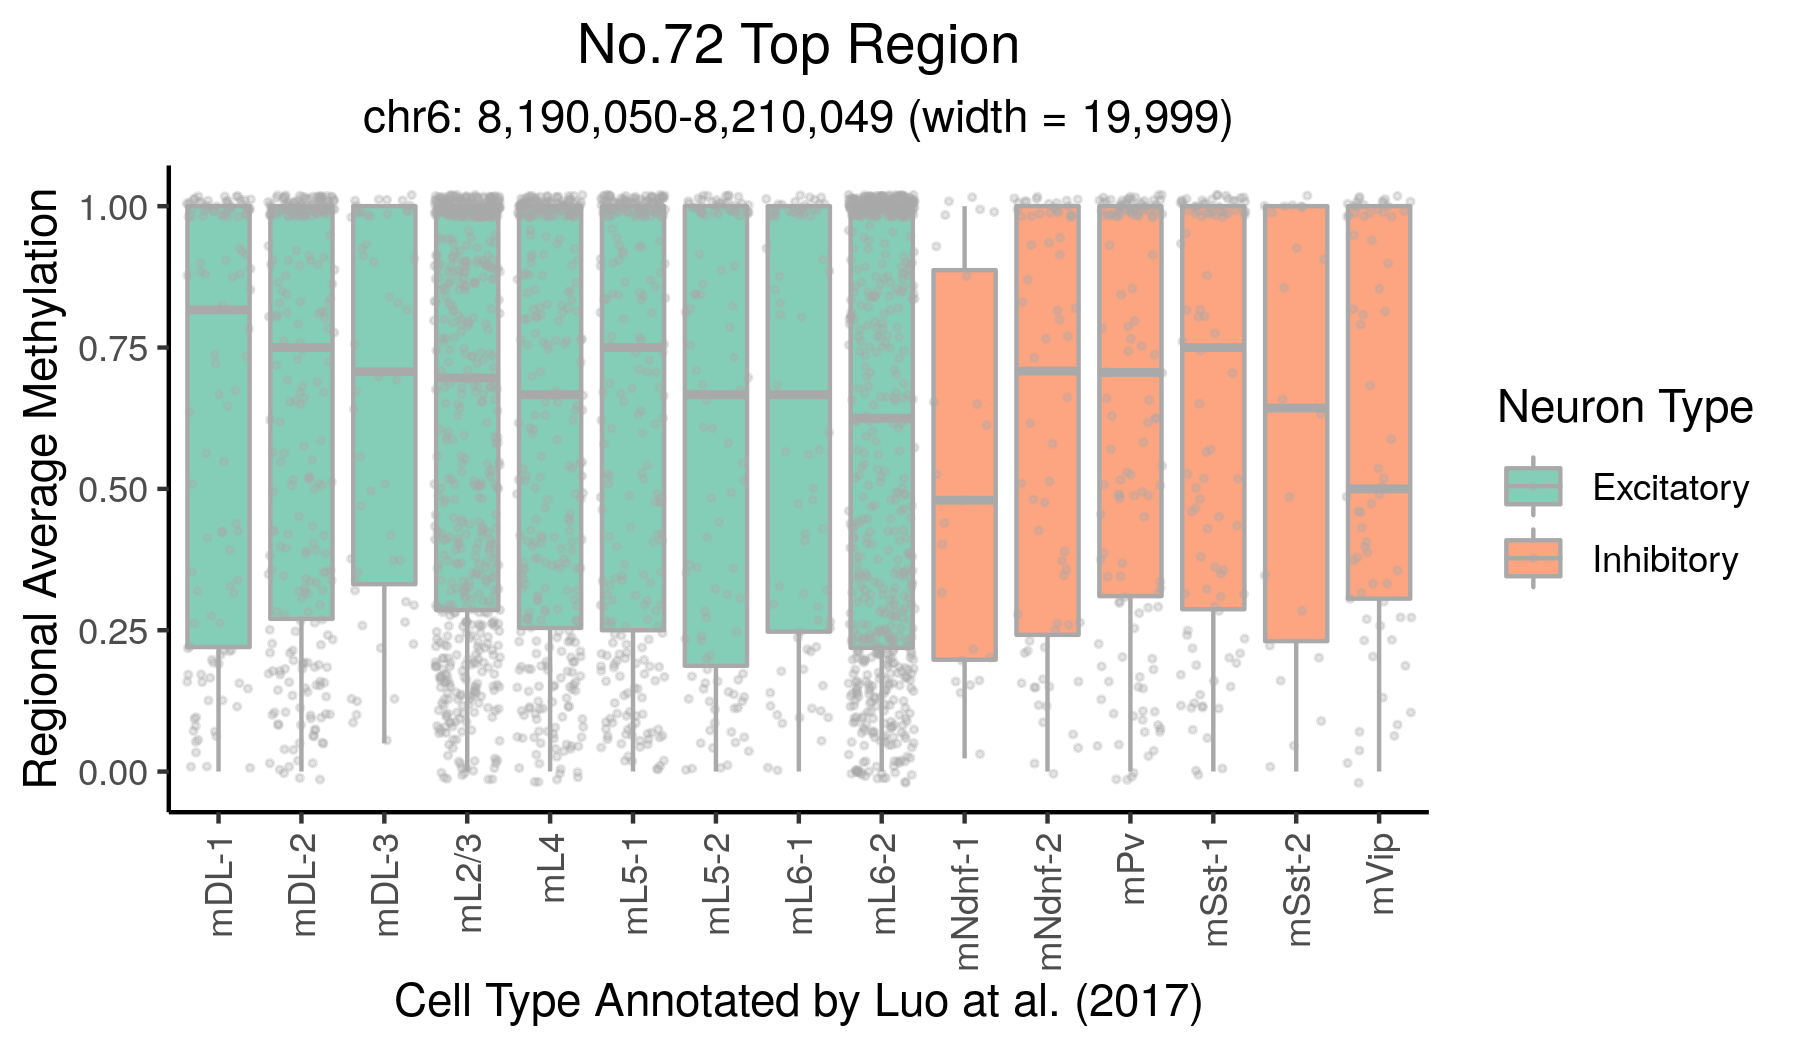 No.72 Top Region
chr6: 8,190,050-8,210,049 (width = 19,999)
Regional Average Methylation
1.00
0.75
0.50
0.25
0.00
mDL-1
mDL-2
mDL-3
mL2/3
mL4
mL5-1
mL5-2
mL6-1
mL6-2
mNdnf-1
mNdnf-2
mPv
mSst-1
mSst-2
mVip
Cell Type Annotated by Luo at al. (2017)
Neuron Type
Excitatory
Inhibitory